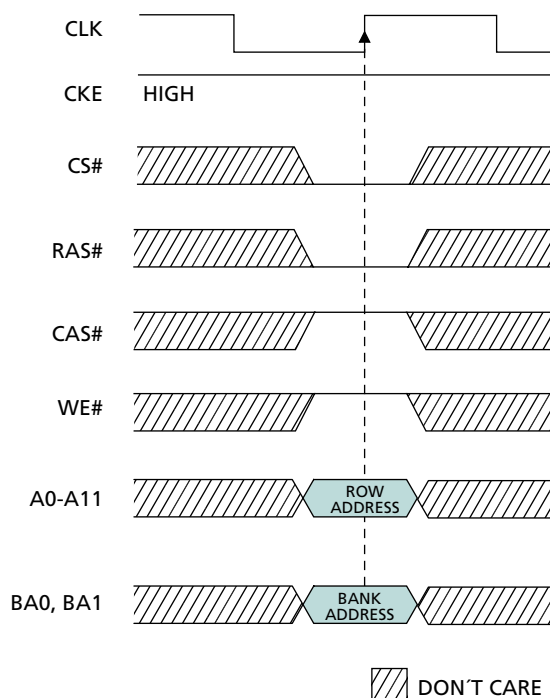 CLK
CKE HIGH
CS#
RAS#
CAS#
WE#
A0-A11 ROW
ADDRESS
BA0, BA1 BANK
ADDRESS
DON´T CARE